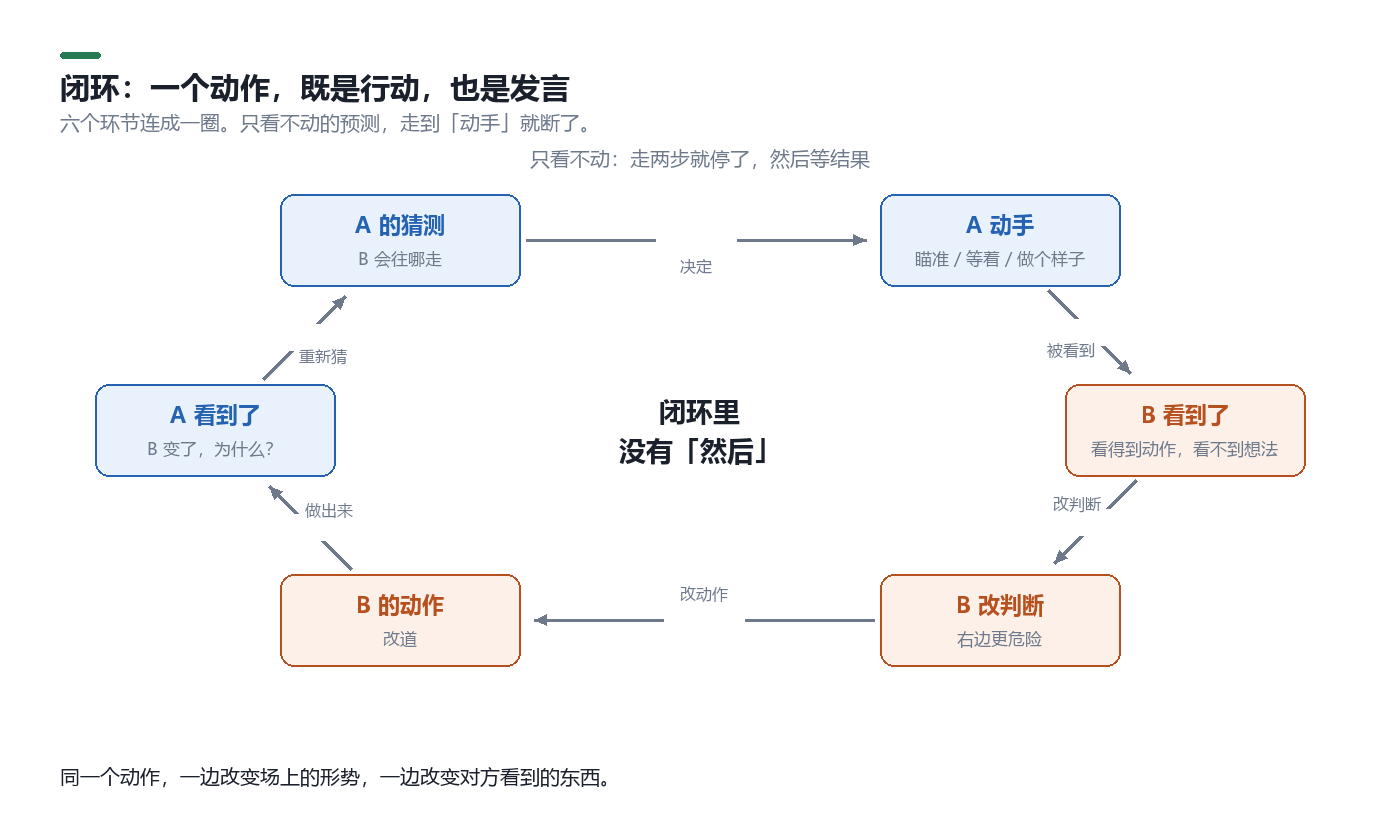 闭环：一个动作，既是行动，也是发言
六个环节连成一圈。只看不动的预测，走到「动手」就断了。
只看不动：走两步就停了，然后等结果
A 的猜测
B 会往哪走
决定
A 动手
瞄准 / 等着 / 做个样子
重新猜
被看到
A 看到了
B 变了，为什么？
闭环里
没有「然后」
B 看到了
看得到动作，看不到想法
做出来
改判断
B 的动作
改道
改动作
B 改判断
右边更危险
同一个动作，一边改变场上的形势，一边改变对方看到的东西。